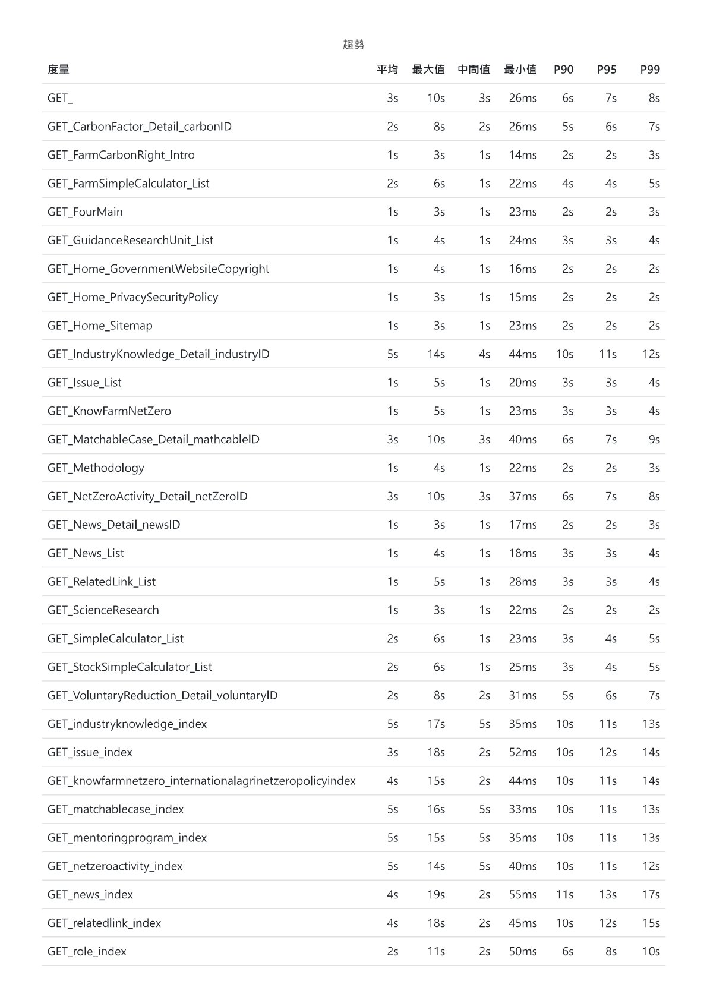 趨勢
度量 平均 最大值 中間值 最小值 P90 P95 P99
GET_ 3s 10s 3s 26ms 6s 7s 8s
GET_CarbonFactor_Detail_carbonID 2s 8s 2s 26ms 5s 6s 7s
GET_FarmCarbonRight_Intro 1s 3s 1s 14ms 2s 2s 3s
GET_FarmSimpleCalculator_List 2s 6s 1s 22ms 4s 4s 5s
GET_FourMain 1s 3s 1s 23ms 2s 2s 3s
GET_GuidanceResearchUnit_List 1s 4s 1s 24ms 3s 3s 4s
GET_Home_GovernmentWebsiteCopyright 1s 4s 1s 16ms 2s 2s 2s
GET_Home_PrivacySecurityPolicy 1s 3s 1s 15ms 2s 2s 2s
GET_Home_Sitemap 1s 3s 1s 23ms 2s 2s 2s
GET_IndustryKnowledge_Detail_industryID 5s 14s 4s 44ms 10s 11s 12s
GET_Issue_List 1s 5s 1s 20ms 3s 3s 4s
GET_KnowFarmNetZero 1s 5s 1s 23ms 3s 3s 4s
GET_MatchableCase_Detail_mathcableID 3s 10s 3s 40ms 6s 7s 9s
GET_Methodology 1s 4s 1s 22ms 2s 2s 3s
GET_NetZeroActivity_Detail_netZeroID 3s 10s 3s 37ms 6s 7s 8s
GET_News_Detail_newsID 1s 3s 1s 17ms 2s 2s 3s
GET_News_List 1s 4s 1s 18ms 3s 3s 4s
GET_RelatedLink_List 1s 5s 1s 28ms 3s 3s 4s
GET_ScienceResearch 1s 3s 1s 22ms 2s 2s 2s
GET_SimpleCalculator_List 2s 6s 1s 23ms 3s 4s 5s
GET_StockSimpleCalculator_List 2s 6s 1s 25ms 3s 4s 5s
GET_VoluntaryReduction_Detail_voluntaryID 2s 8s 2s 31ms 5s 6s 7s
GET_industryknowledge_index 5s 17s 5s 35ms 10s 11s 13s
GET_issue_index 3s 18s 2s 52ms 10s 12s 14s
GET_knowfarmnetzero_internationalagrinetzeropolicyindex 4s 15s 2s 44ms 10s 11s 14s
GET_matchablecase_index 5s 16s 5s 33ms 10s 11s 13s
GET_mentoringprogram_index 5s 15s 5s 35ms 10s 11s 13s
GET_netzeroactivity_index 5s 14s 5s 40ms 10s 11s 12s
GET_news_index 4s 19s 2s 55ms 11s 13s 17s
GET_relatedlink_index 4s 18s 2s 45ms 10s 12s 15s
GET_role_index 2s 11s 2s 50ms 6s 8s 10s